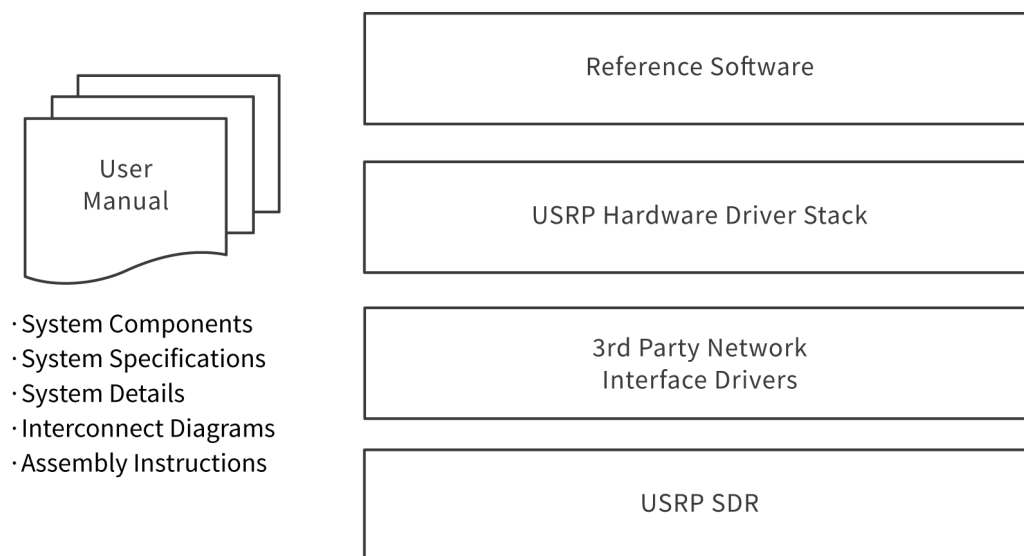 User
Manual
· System Components
· System Specifications
· System Details
· Interconnect Diagrams
· Assembly Instructions
Reference Software
USRP Hardware Driver Stack
3rd Party Network
Interface Drivers
USRP SDR